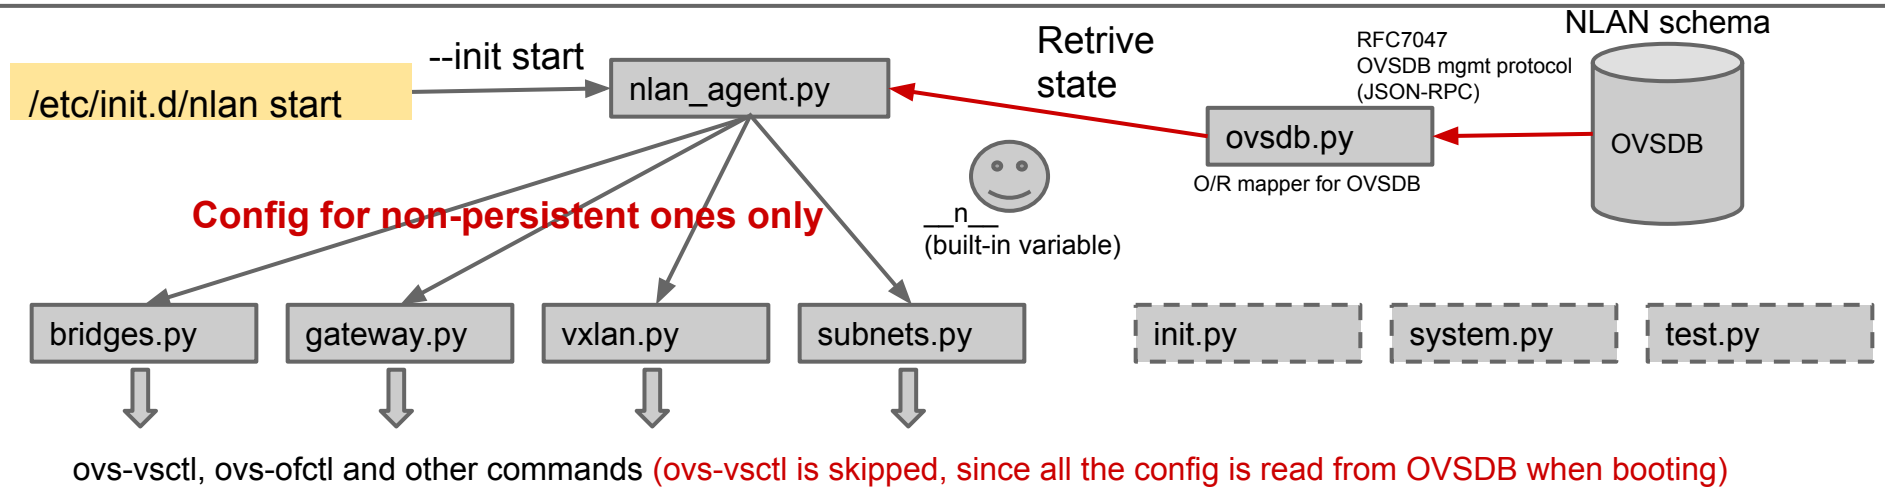 NLAN schema
Retrive
state
RFC7047
OVSDB mgmt protocol
(JSON-RPC)
--init start
/etc/init.d/nlan start
nlan_agent.py
ovsdb.py
OVSDB
O/R mapper for OVSDB
Config for non-persistent ones only
__n__
(built-in variable)
bridges.py
gateway.py
vxlan.py
subnets.py
init.py
system.py
test.py
ovs-vsctl, ovs-ofctl and other commands (ovs-vsctl is skipped, since all the config is read from OVSDB when booting)